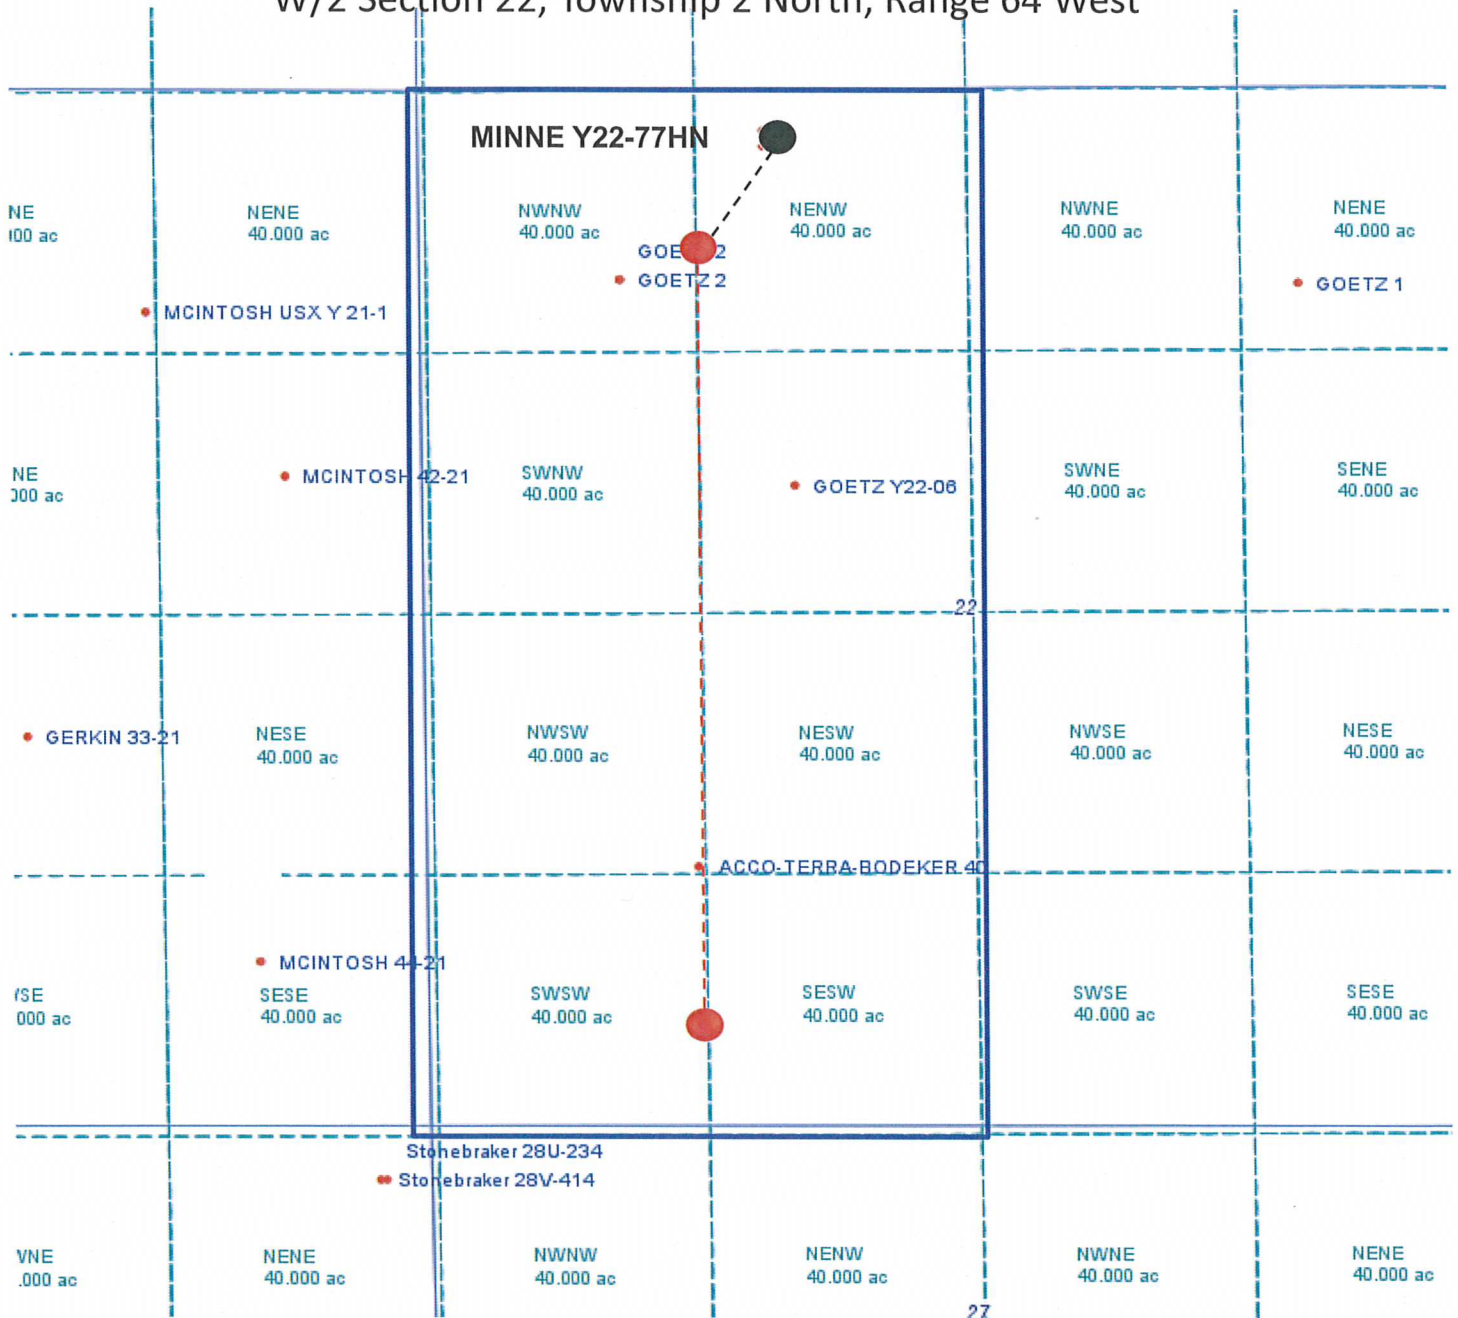 W/2 Section 22, Township 2 North, Range 64 West
MINNE Y22-77HN
NE
NENE
40.000 ac
NWNW
40.000 ac
NENW
40.000 ac
NWNE
40.000 ac
NENE
40.000 ac
GOETZ 2
GOETZ 1
MCINTOSH USX Y 21-1
NE
MCINTOSH 42-21
SWNW
40.000 ac
GOETZ Y22-06
SWNE
40.000 ac
SENE
40.000 ac
22
GERKIN 33-21
NESE
40.000 ac
NWSW
40.000 ac
NESW
40.000 ac
NWSE
40.000 ac
NESE
40.000 ac
ACCO-TERRA-BODEKER 40
MCINTOSH 44-21
000 ac
SESE
40.000 ac
SWSW
40.000 ac
SESW
40.000 ac
SWSE
40.000 ac
SESE
40.000 ac
Stonebraker 28U-234
Stonebraker 28V-414
.000 ac
NENE
40.000 ac
NWNW
40.000 ac
NENW
40.000 ac
NWNE
40.000 ac
NENE
40.000 ac
27